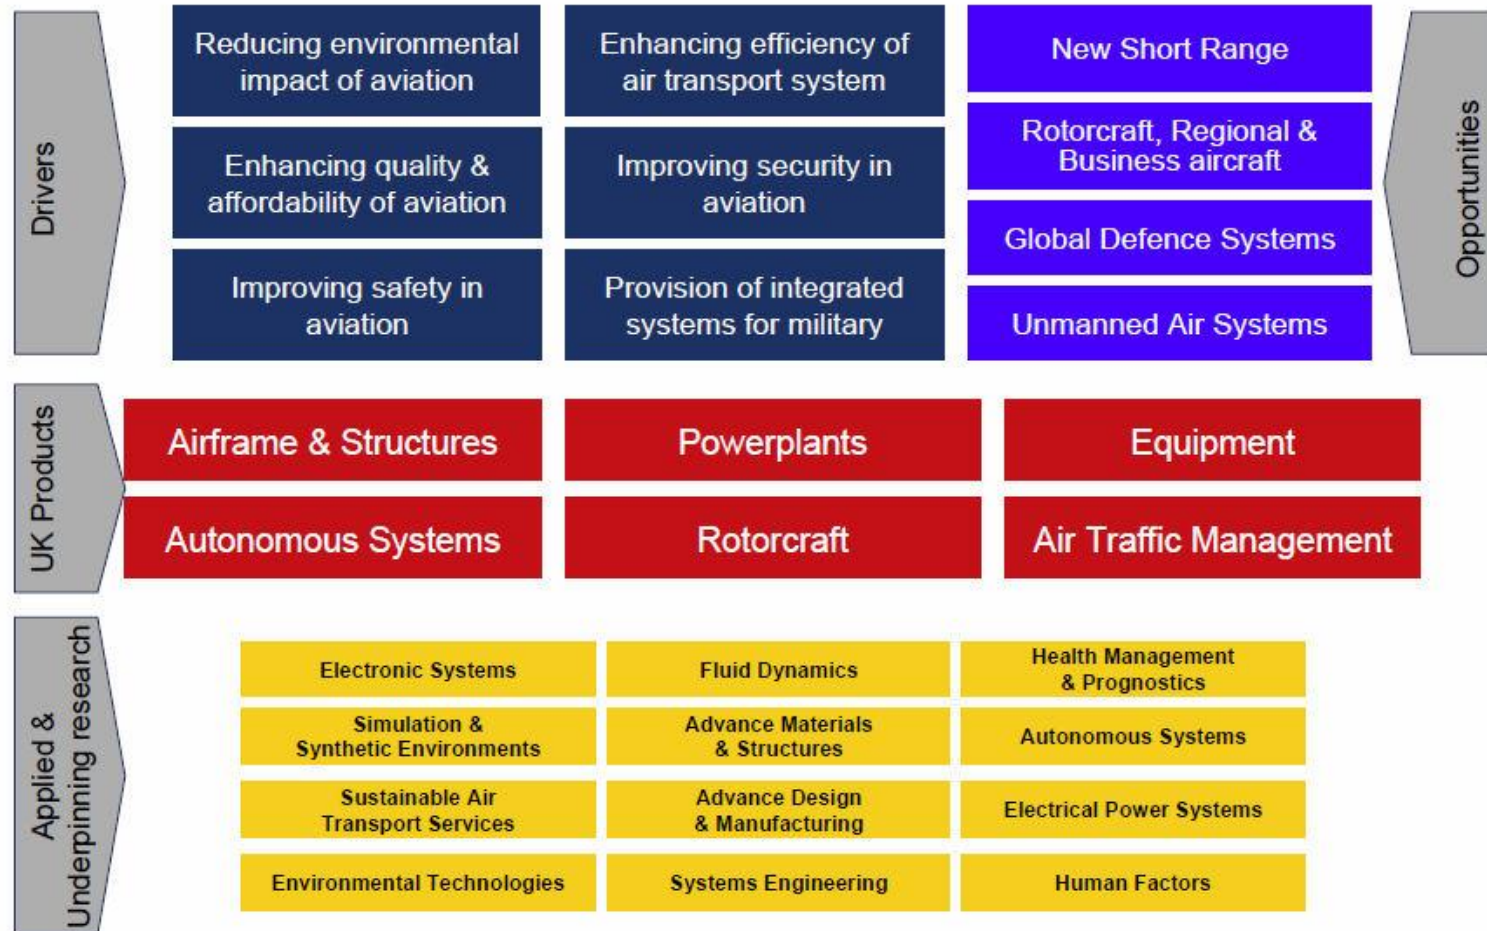 Drivers
Reducing environmental
impact of aviation
Enhancing efficiency of
air transport system
Enhancing quality &
affordability of aviation
Improving security in
aviation
Improving safety in
aviation
Provision of integrated
systems for military
New Short Range
Rotorcraft, Regional &
Business aircraft
Global Defence Systems
Unmanned Air Systems
Opportunities
UK Products
Airframe & Structures
Powerplants
Equipment
Autonomous Systems
Rotorcraft
Air Traffic Management
Applied &
Underpinning research
Electronic Systems
Fluid Dynamics
Health Management
& Prognostics
Simulation &
Synthetic Environments
Advance Materials
& Structures
Autonomous Systems
Sustainable Air
Transport Services
Advance Design
& Manufacturing
Electrical Power Systems
Environmental Technologies
Systems Engineering
Human Factors